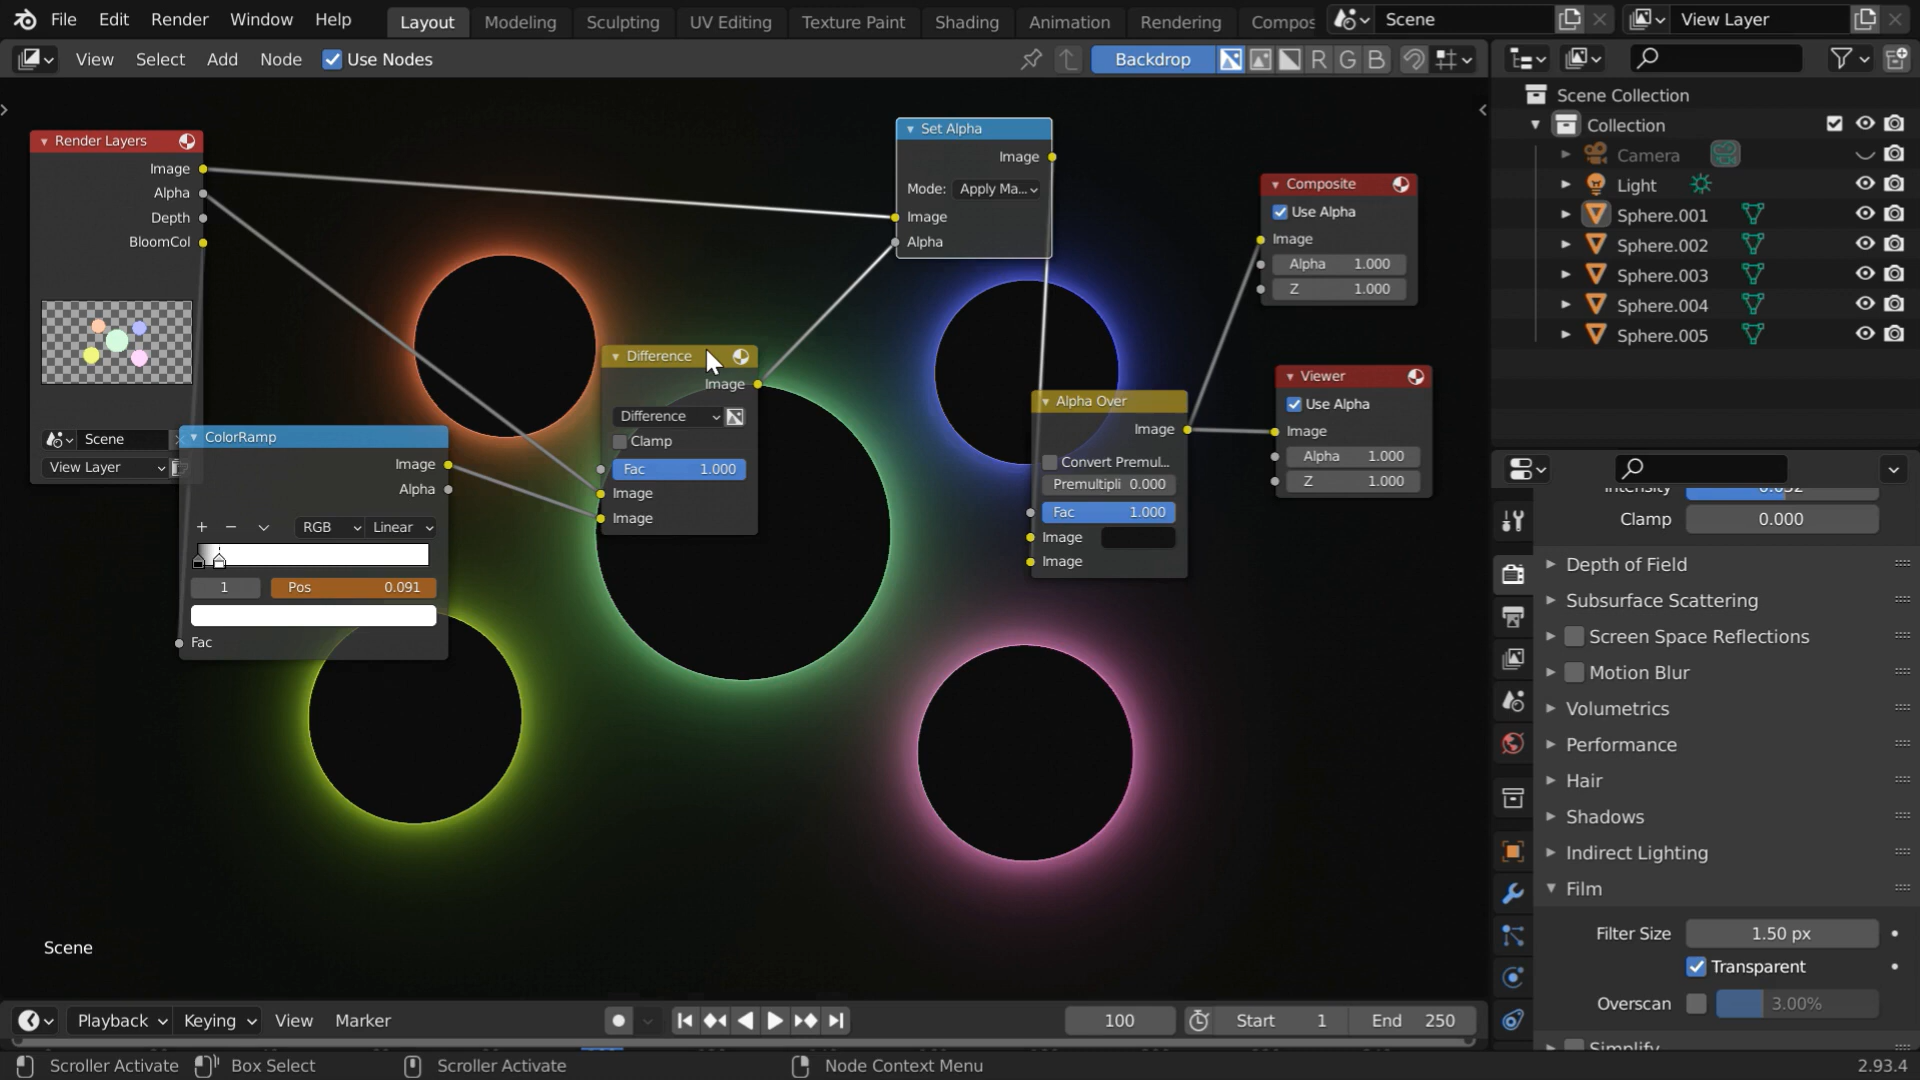 File Edit Render Window Help Layout Modeling Sculpting UV Editing Texture Paint Shading Animation Rendering Compos Scene View Layer
View Select Add Node Use Nodes Backdrop R G B
Scene Collection
Collection
Camera
Light
Sphere.001
Sphere.002
Sphere.003
Sphere.004
Sphere.005
Render Layers
Image
Alpha
Depth
BloomCol
Scene
View Layer
ColorRamp
Image
Alpha
RGB Linear
1 Pos 0.091
Fac
Difference
Image
Difference
Clamp
Fac 1.000
Image
Image
Set Alpha
Image
Mode: Apply Ma...
Image
Alpha
Alpha Over
Image
Convert Premul...
Premultipli 0.000
Fac 1.000
Image
Image
Composite
Use Alpha
Image
Alpha 1.000
Z 1.000
Viewer
Use Alpha
Image
Alpha 1.000
Z 1.000
Intensity 0.032
Clamp 0.000
Depth of Field
Subsurface Scattering
Screen Space Reflections
Motion Blur
Volumetrics
Performance
Hair
Shadows
Indirect Lighting
Film
Filter Size 1.50 px
Transparent
Overscan 3.00%
Simplify
Scene
Playback Keying View Marker 100 Start 1 End 250
Scroller Activate Box Select Scroller Activate Node Context Menu 2.93.4